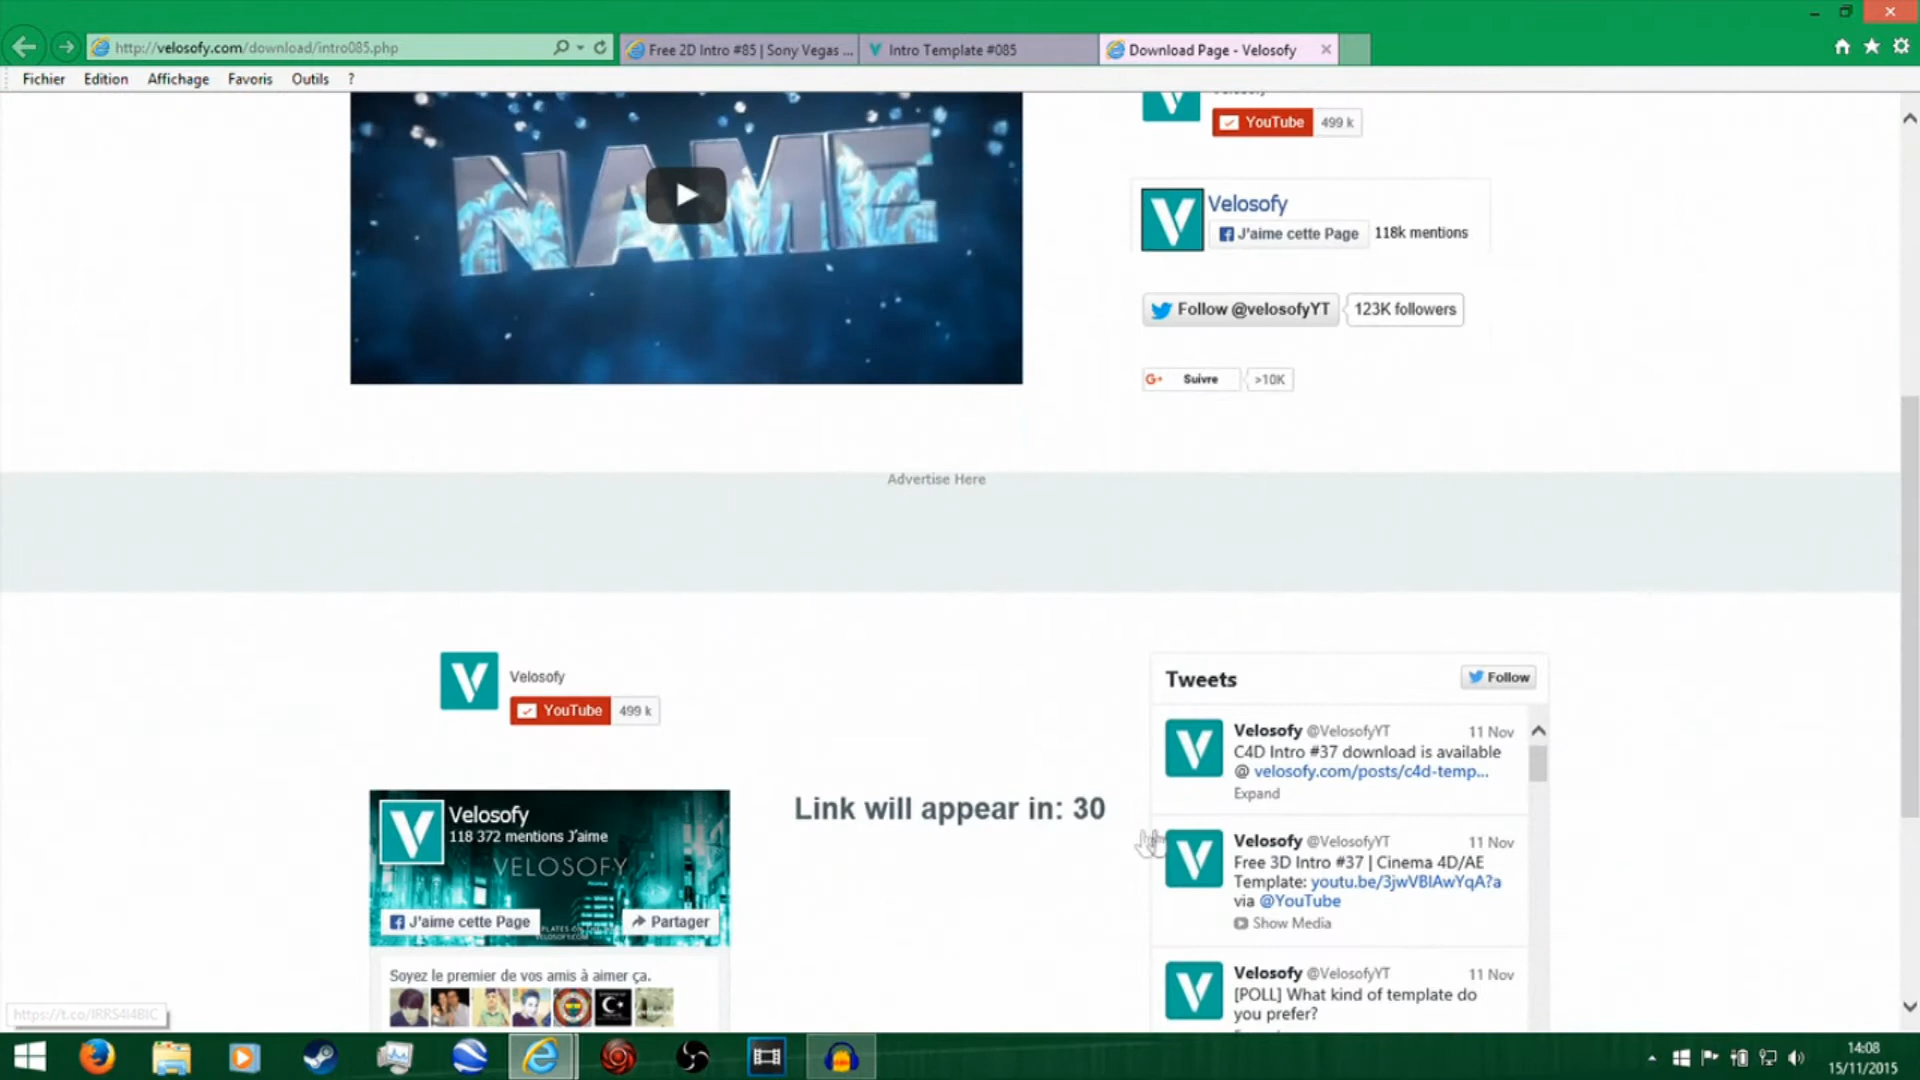 http://velosofy.com/download/intro085.php
Free 2D Intro #85 | Sony Vegas ...
Intro Template #085
Download Page - Velosofy
Fichier Edition Affichage Favoris Outils ?
NAME
YouTube 499 k
Velosofy
J'aime cette Page 118k mentions
Follow @velosofyYT 123K followers
G+ Suivre >10K
Advertise Here
Velosofy
YouTube 499 k
Velosofy
118 372 mentions J'aime
VELOSOFY
J'aime cette Page
Partager
Soyez le premier de vos amis à aimer ça.
Link will appear in: 30
Tweets Follow
Velosofy @VelosofyYT 11 Nov
C4D Intro #37 download is available
@ velosofy.com/posts/c4d-temp...
Expand
Velosofy @VelosofyYT 11 Nov
Free 3D Intro #37 | Cinema 4D/AE
Template: youtu.be/3jwVBlAwYqA?a
via @YouTube
Show Media
Velosofy @VelosofyYT 11 Nov
[POLL] What kind of template do
you prefer?
14:08
15/11/2015